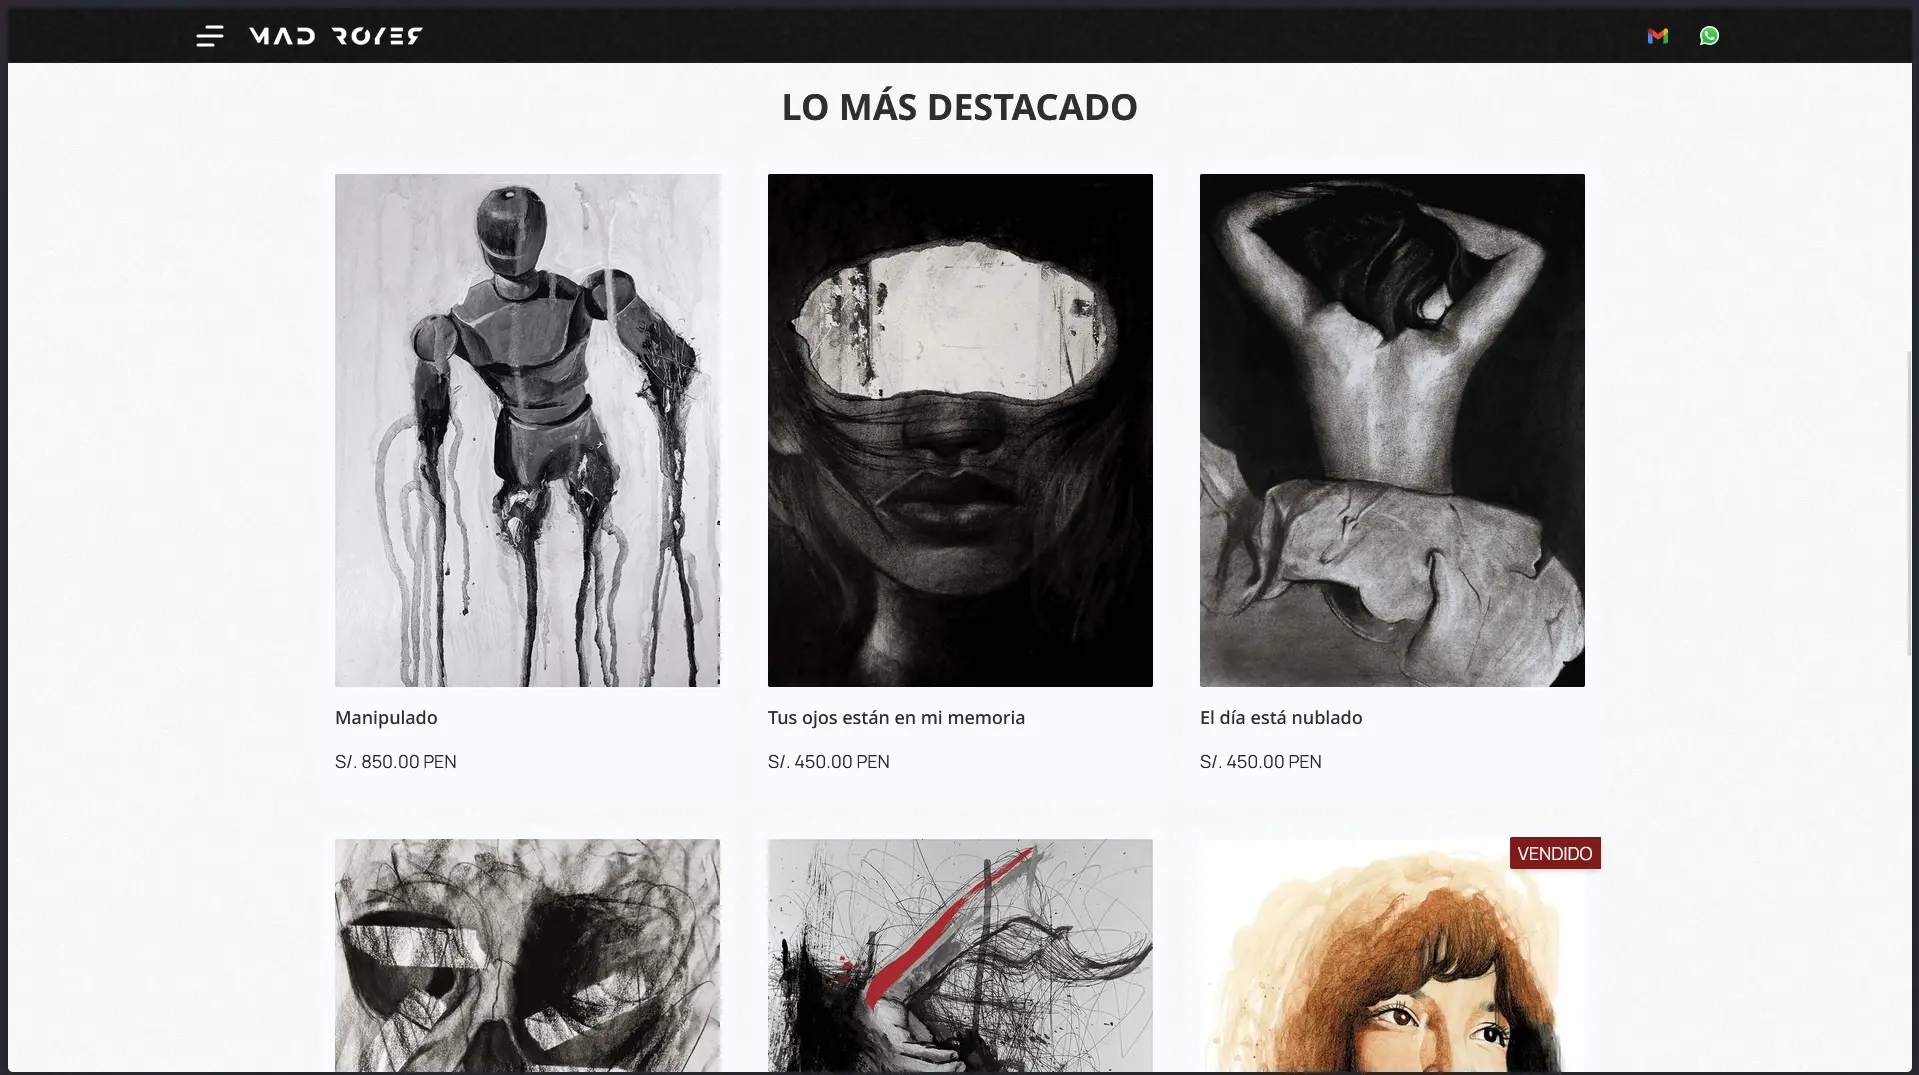 MAD ROYER
LO MÁS DESTACADO
Manipulado
S/. 850.00 PEN
Tus ojos están en mi memoria
S/. 450.00 PEN
El día está nublado
S/. 450.00 PEN
VENDIDO